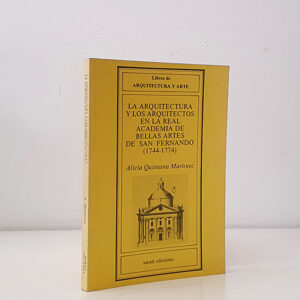 Libros de
ARQUITECTURA Y ARTE
LA ARQUITECTURA
Y LOS ARQUITECTOS
EN LA REAL
ACADEMIA DE
BELLAS ARTES
DE SAN FERNANDO
(1744-1774)
Alicia Quintana Martínez
xarait ediciones